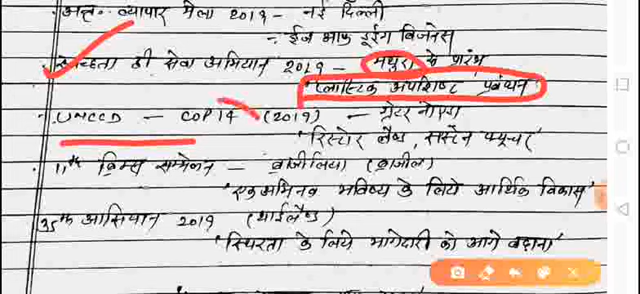 अन्त. व्यापार मेला 2019 - नई दिल्ली
- ईज आफ डूईंग बिजनेस
स्वच्छता ही सेवा अभियान 2019 - मथुरा से प्रारंभ
'प्लास्टिक अपशिष्ट प्रबंधन'
UNCCD - COP14 (2019) - ग्रेटर नोएडा
'रिस्टोर लैंड, सस्टेन फ्यूचर'
11th ब्रिक्स सम्मेलन - ब्राजीलिया (ब्राजील)
'एक अभिनव भविष्य के लिये आर्थिक विकास'
35th आसियान 2019 (थाईलैण्ड)
'स्थिरता के लिये भागेदारी को आगे बढ़ाना'